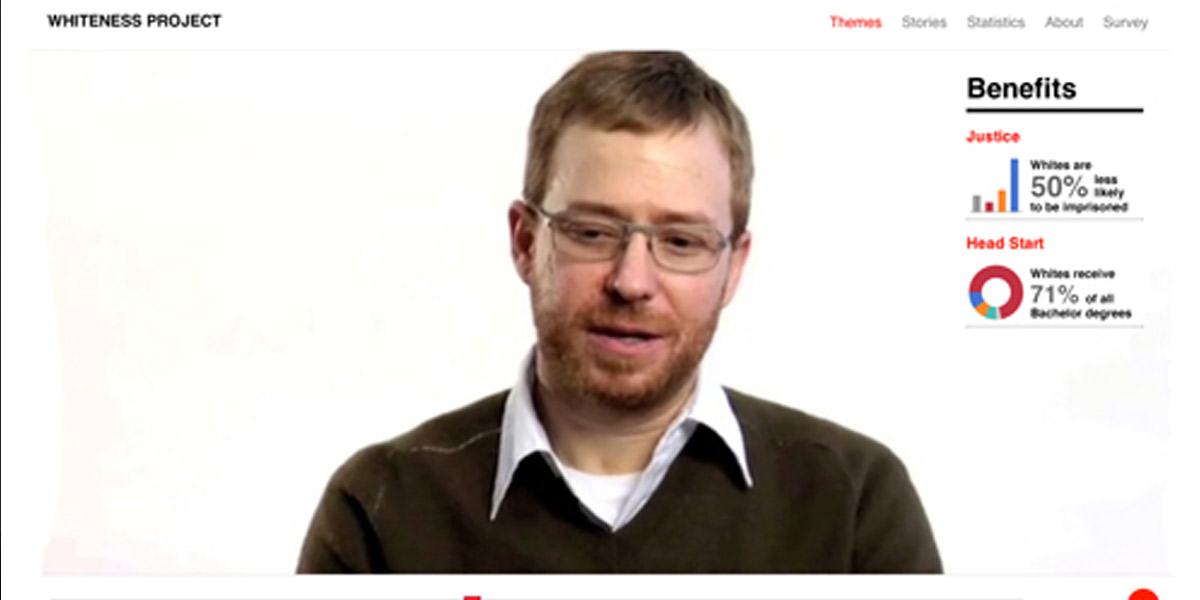 WHITENESS PROJECT
Themes Stories Statistics About Survey
Benefits
Justice
Whites are
50% less likely
to be imprisoned
Head Start
Whites receive
71% of all
Bachelor degrees